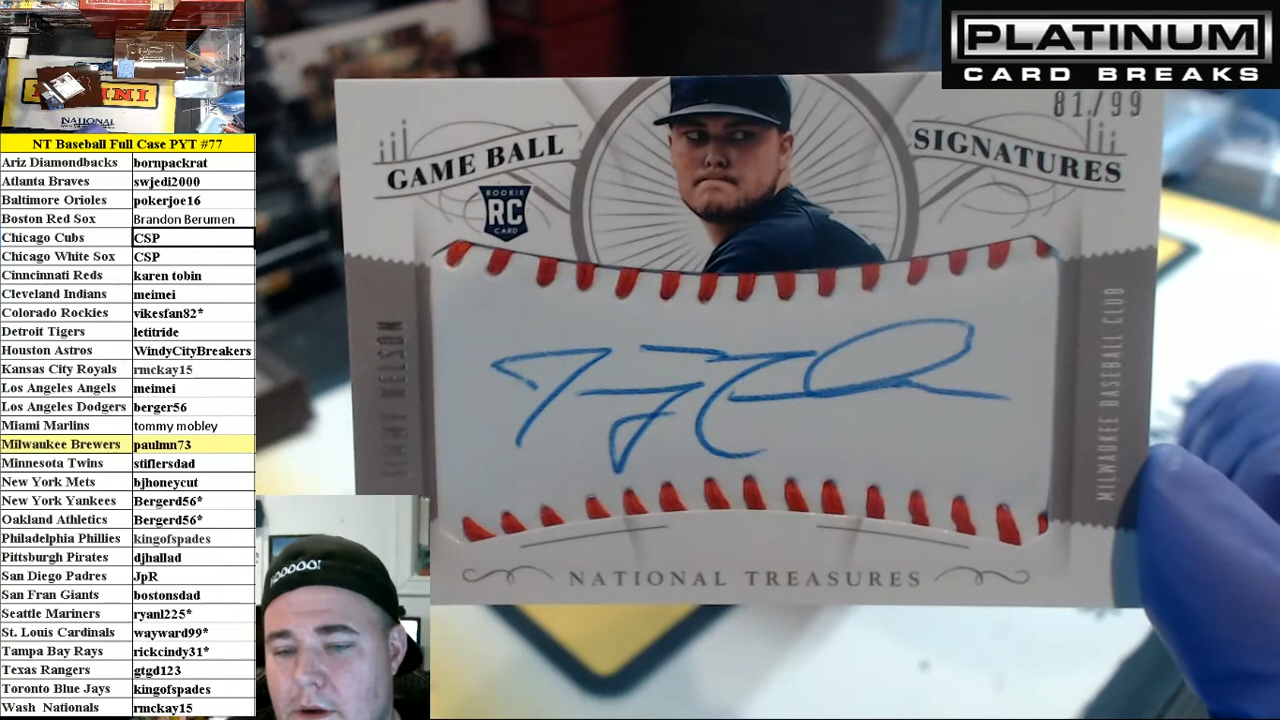 PLATINUM
CARD BREAKS
NATIONAL
NT Baseball Full Case PYT #77
Ariz Diamondbacks bornpackrat
Atlanta Braves swjedi2000
Baltimore Orioles pokerjoe16
Boston Red Sox Brandon Berumen
Chicago Cubs CSP
Chicago White Sox CSP
Cinncinnati Reds karen tobin
Cleveland Indians meimei
Colorado Rockies vikesfan82*
Detroit Tigers letitride
Houston Astros WindyCityBreakers
Kansas City Royals rmckay15
Los Angeles Angels meimei
Los Angeles Dodgers berger56
Miami Marlins tommy mobley
Milwaukee Brewers paulmn73
Minnesota Twins stiflersdad
New York Mets bjhoneycut
New York Yankees Bergerd56*
Oakland Athletics Bergerd56*
Philadelphia Phillies kingofspades
Pittsburgh Pirates djhallad
San Diego Padres JpR
San Fran Giants bostonsdad
Seattle Mariners ryanl225*
St. Louis Cardinals wayward99*
Tampa Bay Rays rickcindy31*
Texas Rangers gtgd123
Toronto Blue Jays kingofspades
Wash Nationals rmckay15
81/99
GAME BALL SIGNATURES
ROOKIE
RC
CARD
JIMMY NELSON
MILWAUKEE BASEBALL CLUB
NATIONAL TREASURES